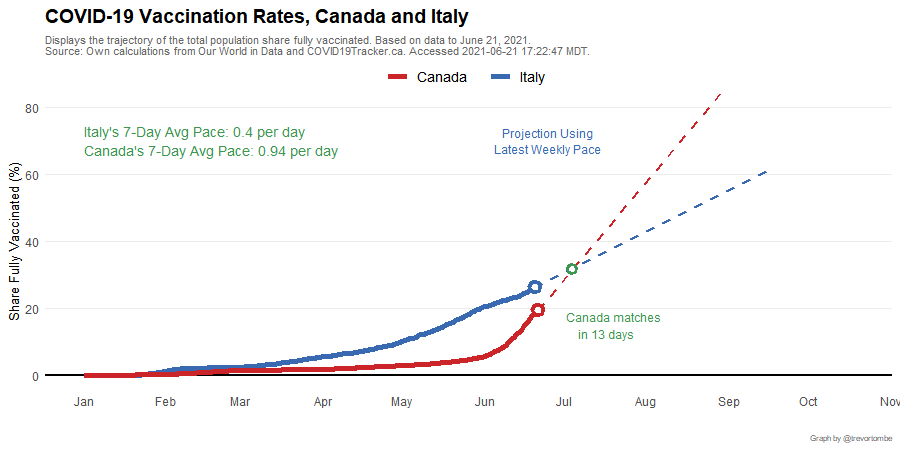 COVID-19 Vaccination Rates, Canada and Italy
Displays the trajectory of the total population share fully vaccinated. Based on data to June 21, 2021.
Source: Own calculations from Our World in Data and COVID19Tracker.ca. Accessed 2021-06-21 17:22:47 MDT.
Canada Italy
Share Fully Vaccinated (%)
80
60
40
20
0
Italy's 7-Day Avg Pace: 0.4 per day
Canada's 7-Day Avg Pace: 0.94 per day
Projection Using
Latest Weekly Pace
Canada matches
in 13 days
Jan Feb Mar Apr May Jun Jul Aug Sep Oct Nov
Graph by @trevortombe